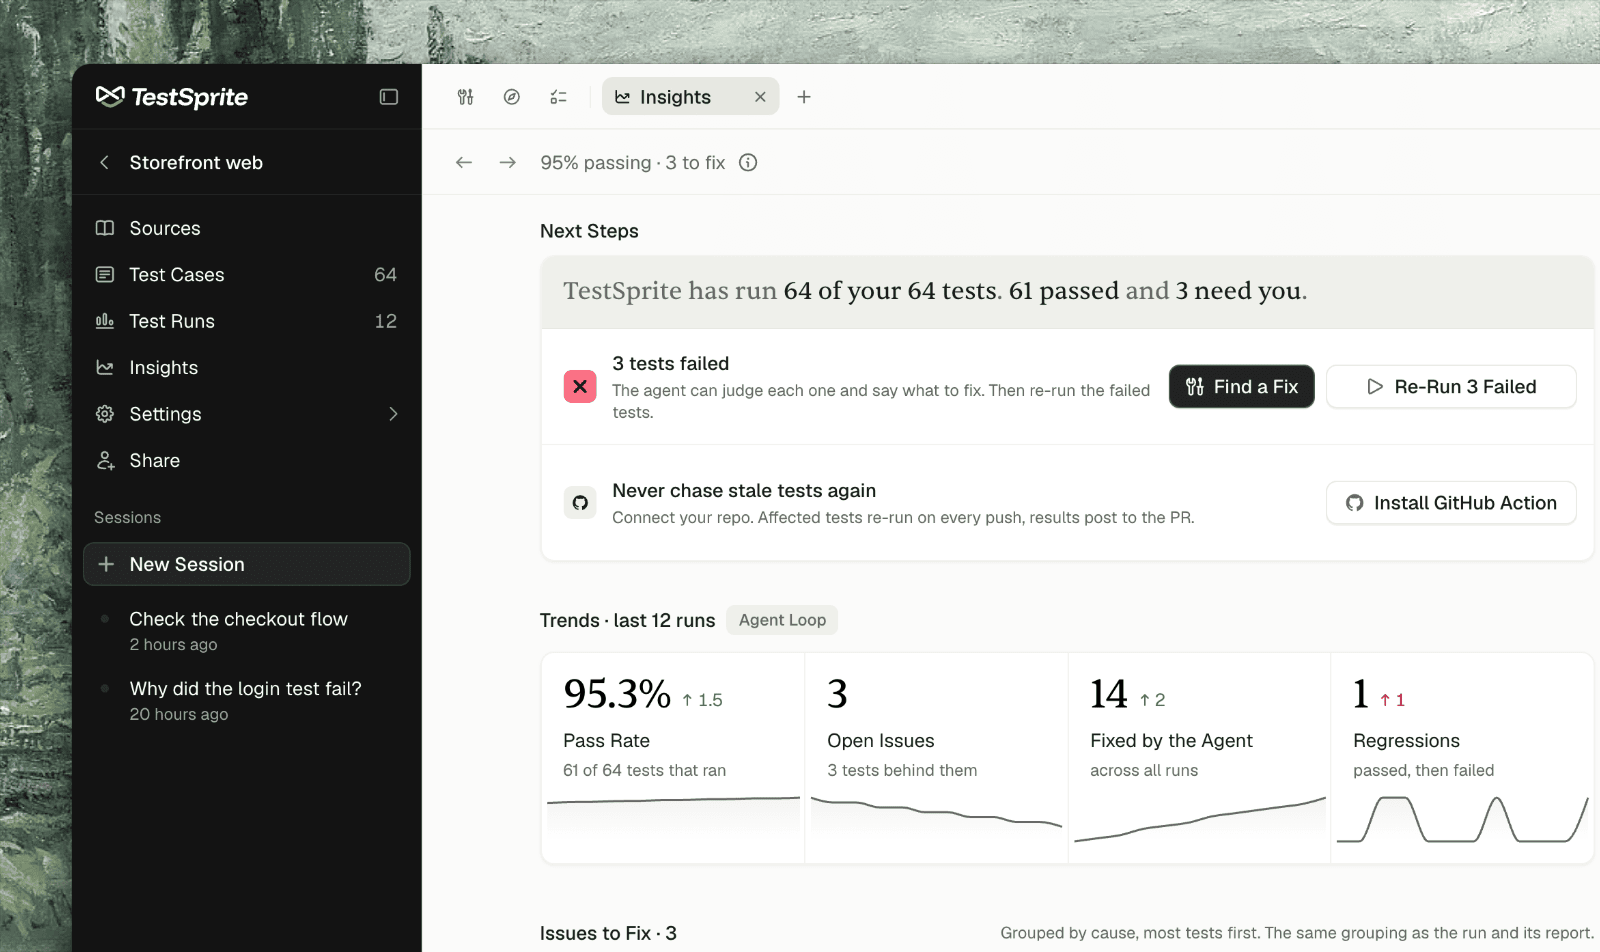 TestSprite
Insights
Storefront web
95% passing · 3 to fix
Sources
Test Cases 64
Test Runs 12
Insights
Settings
Share
Sessions
New Session
Check the checkout flow
2 hours ago
Why did the login test fail?
20 hours ago
Next Steps
TestSprite has run 64 of your 64 tests. 61 passed and 3 need you.
3 tests failed
The agent can judge each one and say what to fix. Then re-run the failed
tests.
Find a Fix
Re-Run 3 Failed
Never chase stale tests again
Connect your repo. Affected tests re-run on every push, results post to the PR.
Install GitHub Action
Trends · last 12 runs Agent Loop
95.3% ↑ 1.5
Pass Rate
61 of 64 tests that ran
3
Open Issues
3 tests behind them
14 ↑ 2
Fixed by the Agent
across all runs
1 ↑ 1
Regressions
passed, then failed
Issues to Fix · 3
Grouped by cause, most tests first. The same grouping as the run and its report.